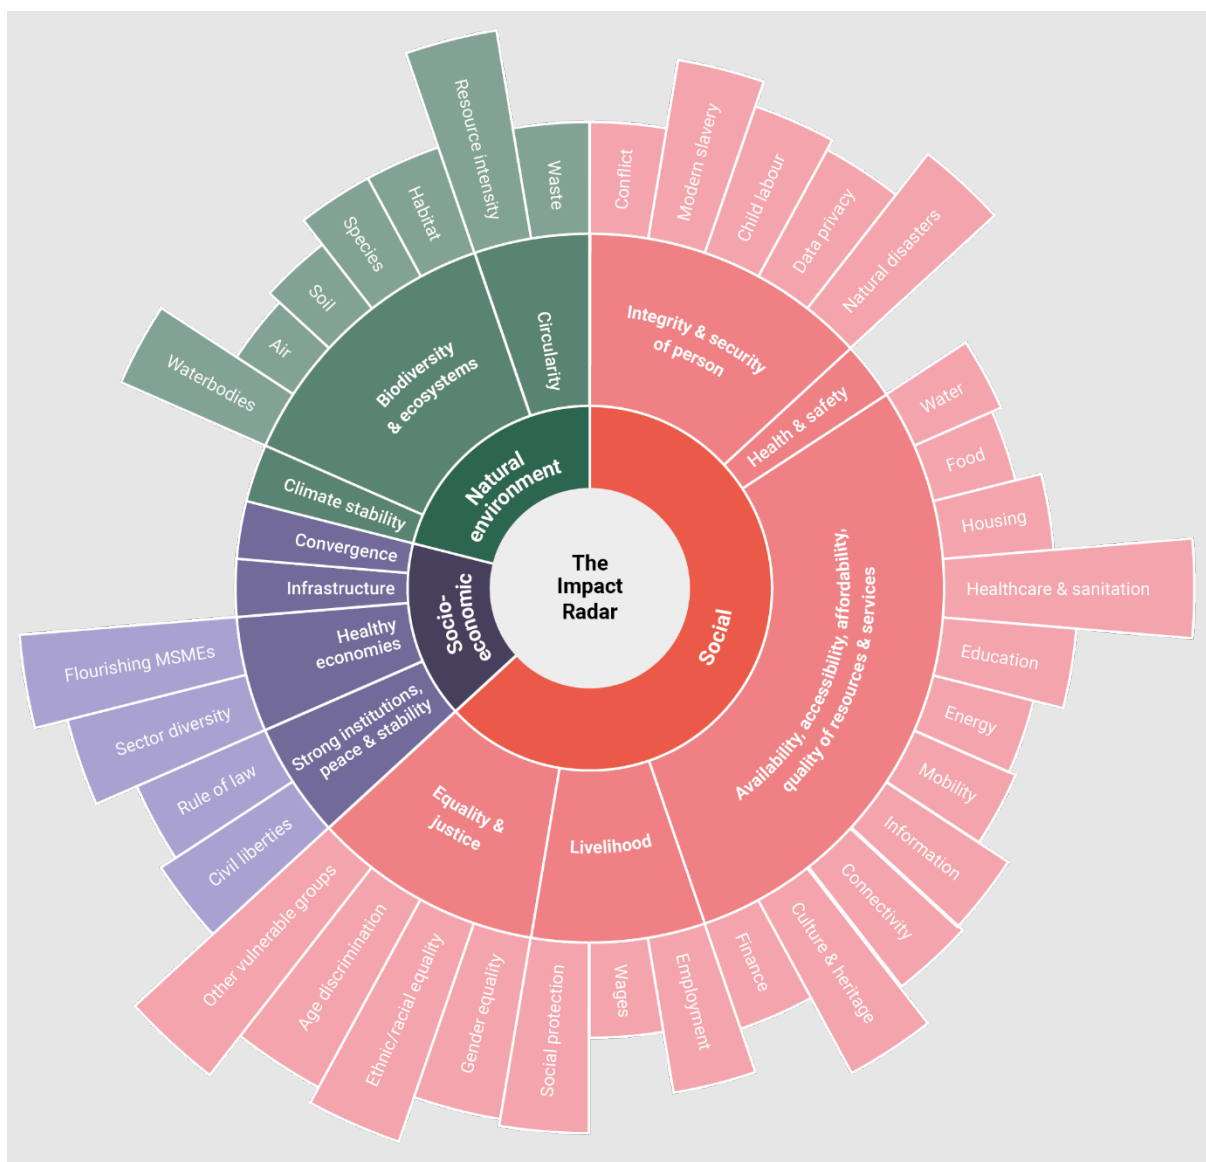 The
Impact
Radar
Social
Integrity & security
of person
Conflict
Modern slavery
Child labour
Data privacy
Natural disasters
Health & safety
Availability, accessibility, affordability,
quality of resources & services
Water
Food
Housing
Healthcare & sanitation
Education
Energy
Mobility
Information
Connectivity
Culture & heritage
Finance
Livelihood
Employment
Wages
Social protection
Equality &
justice
Gender equality
Ethnic/racial equality
Age discrimination
Other vulnerable groups
Socio-
economic
Strong institutions,
peace & stability
Civil liberties
Rule of law
Healthy
economies
Sector diversity
Flourishing MSMEs
Infrastructure
Convergence
Natural
environment
Climate stability
Biodiversity
& ecosystems
Waterbodies
Air
Soil
Species
Habitat
Circularity
Resource intensity
Waste